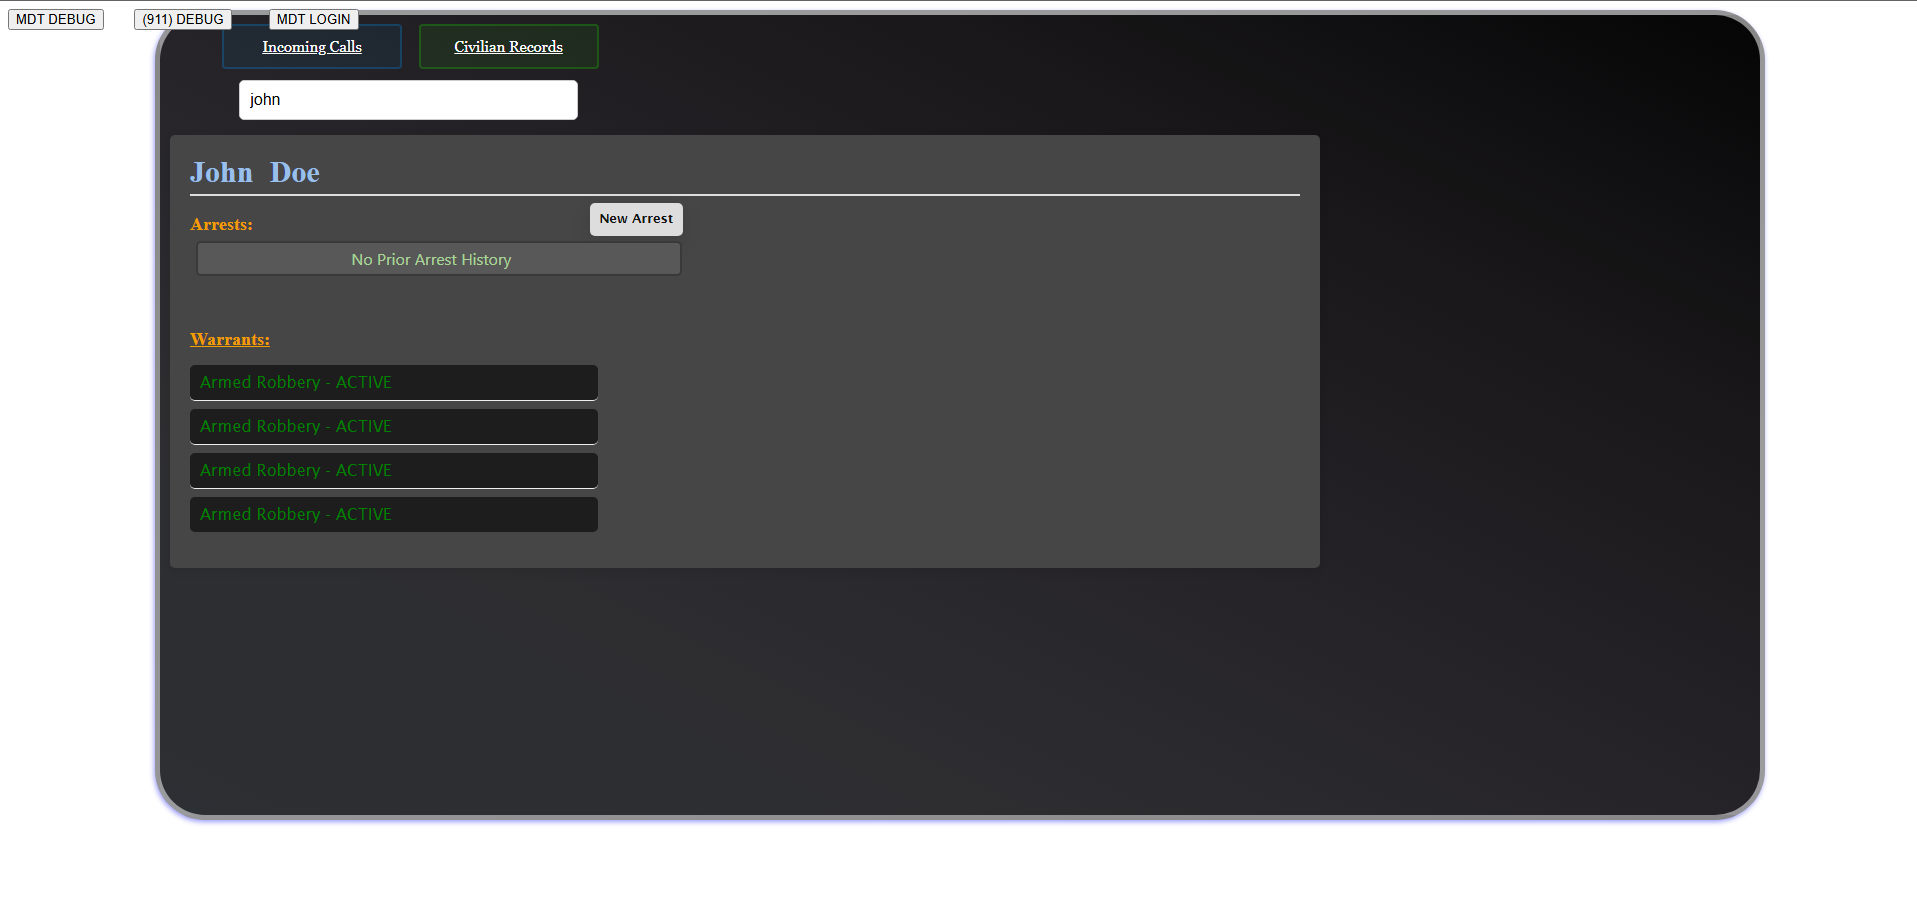 MDT DEBUG (911) DEBUG MDT LOGIN
Incoming Calls Civilian Records
john
John Doe
Arrests: New Arrest
No Prior Arrest History
Warrants:
Armed Robbery - ACTIVE
Armed Robbery - ACTIVE
Armed Robbery - ACTIVE
Armed Robbery - ACTIVE